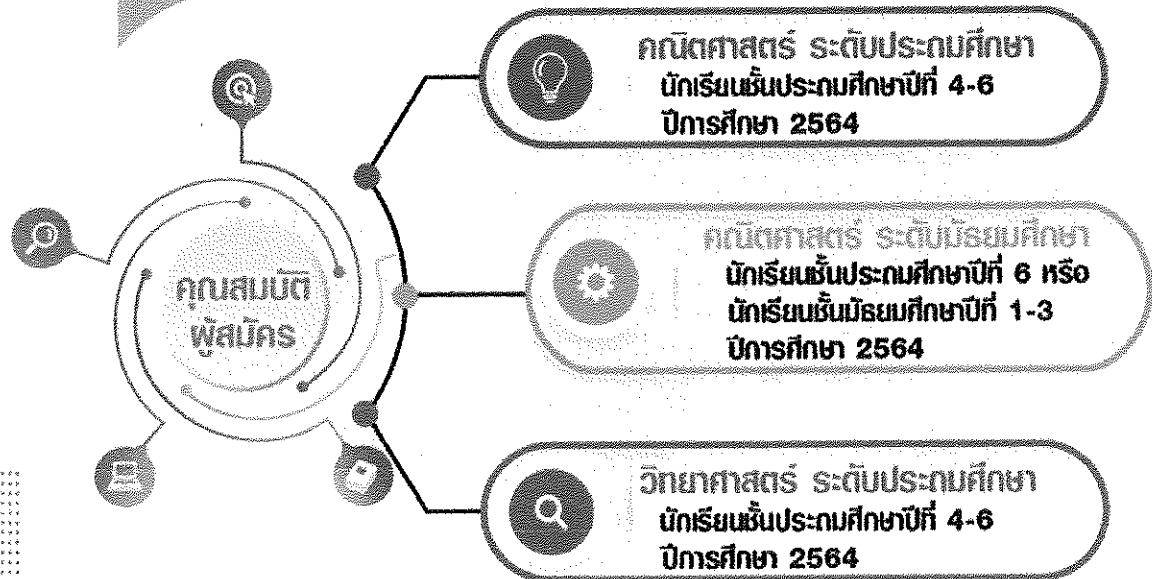 คุณสมบัติ
ผู้สมัคร
คณิตศาสตร์ ระดับประถมศึกษา
นักเรียนชั้นประถมศึกษาปีที่ 4-6
ปีการศึกษา 2564
คณิตศาสตร์ ระดับมัธยมศึกษา
นักเรียนชั้นประถมศึกษาปีที่ 6 หรือ
นักเรียนชั้นมัธยมศึกษาปีที่ 1-3
ปีการศึกษา 2564
วิทยาศาสตร์ ระดับประถมศึกษา
นักเรียนชั้นประถมศึกษาปีที่ 4-6
ปีการศึกษา 2564